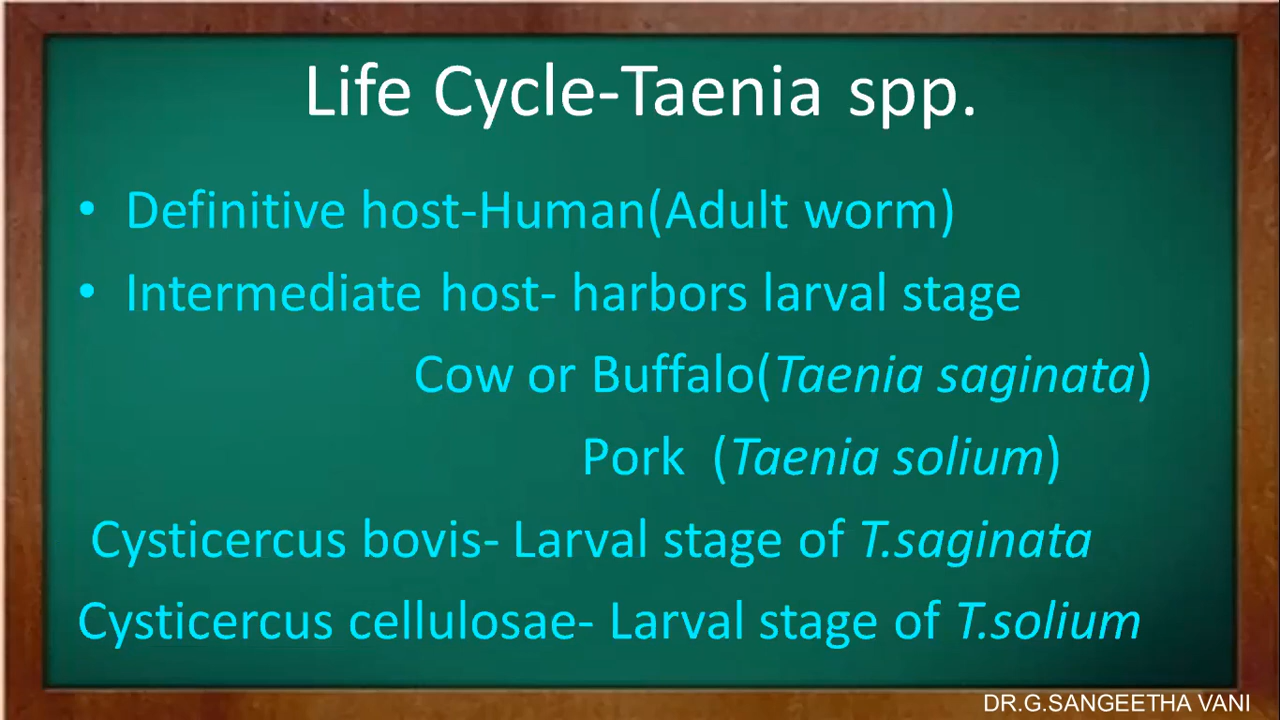 Life Cycle-Taenia spp.
• Definitive host-Human(Adult worm)
• Intermediate host- harbors larval stage
Cow or Buffalo(Taenia saginata)
Pork (Taenia solium)
Cysticercus bovis- Larval stage of T.saginata
Cysticercus cellulosae- Larval stage of T.solium
DR.G.SANGEETHA VANI